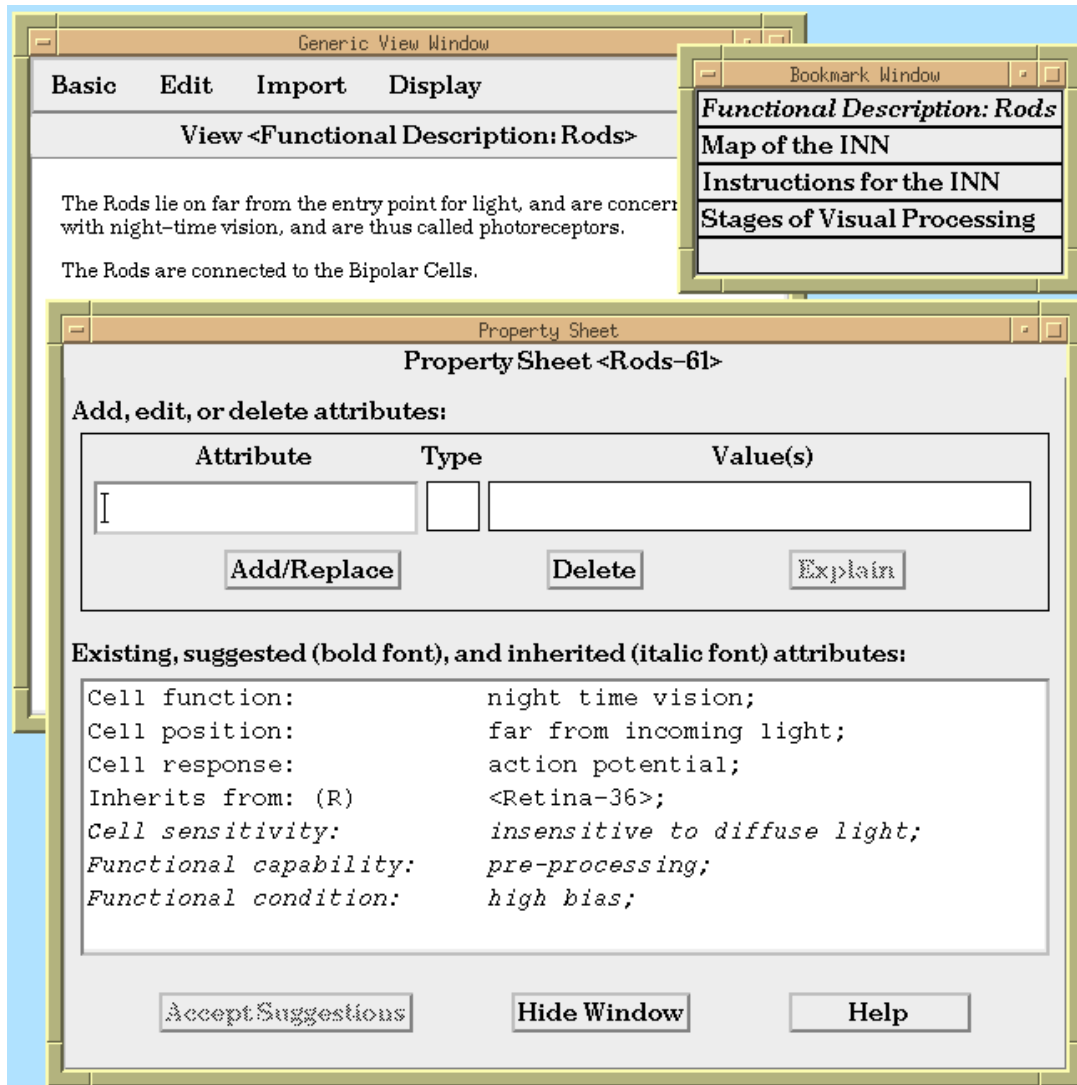 Generic View Window
Basic Edit Import Display
View <Functional Description: Rods>
The Rods lie on far from the entry point for light, and are concer
with night-time vision, and are thus called photoreceptors.
The Rods are connected to the Bipolar Cells.
Bookmark Window
Functional Description: Rods
Map of the INN
Instructions for the INN
Stages of Visual Processing
Property Sheet
Property Sheet <Rods-61>
Add, edit, or delete attributes:
Attribute Type Value(s)
Add/Replace Delete Explain
Existing, suggested (bold font), and inherited (italic font) attributes:
Cell function: night time vision;
Cell position: far from incoming light;
Cell response: action potential;
Inherits from: (R) <Retina-36>;
Cell sensitivity: insensitive to diffuse light;
Functional capability: pre-processing;
Functional condition: high bias;
Accept Suggestions Hide Window Help